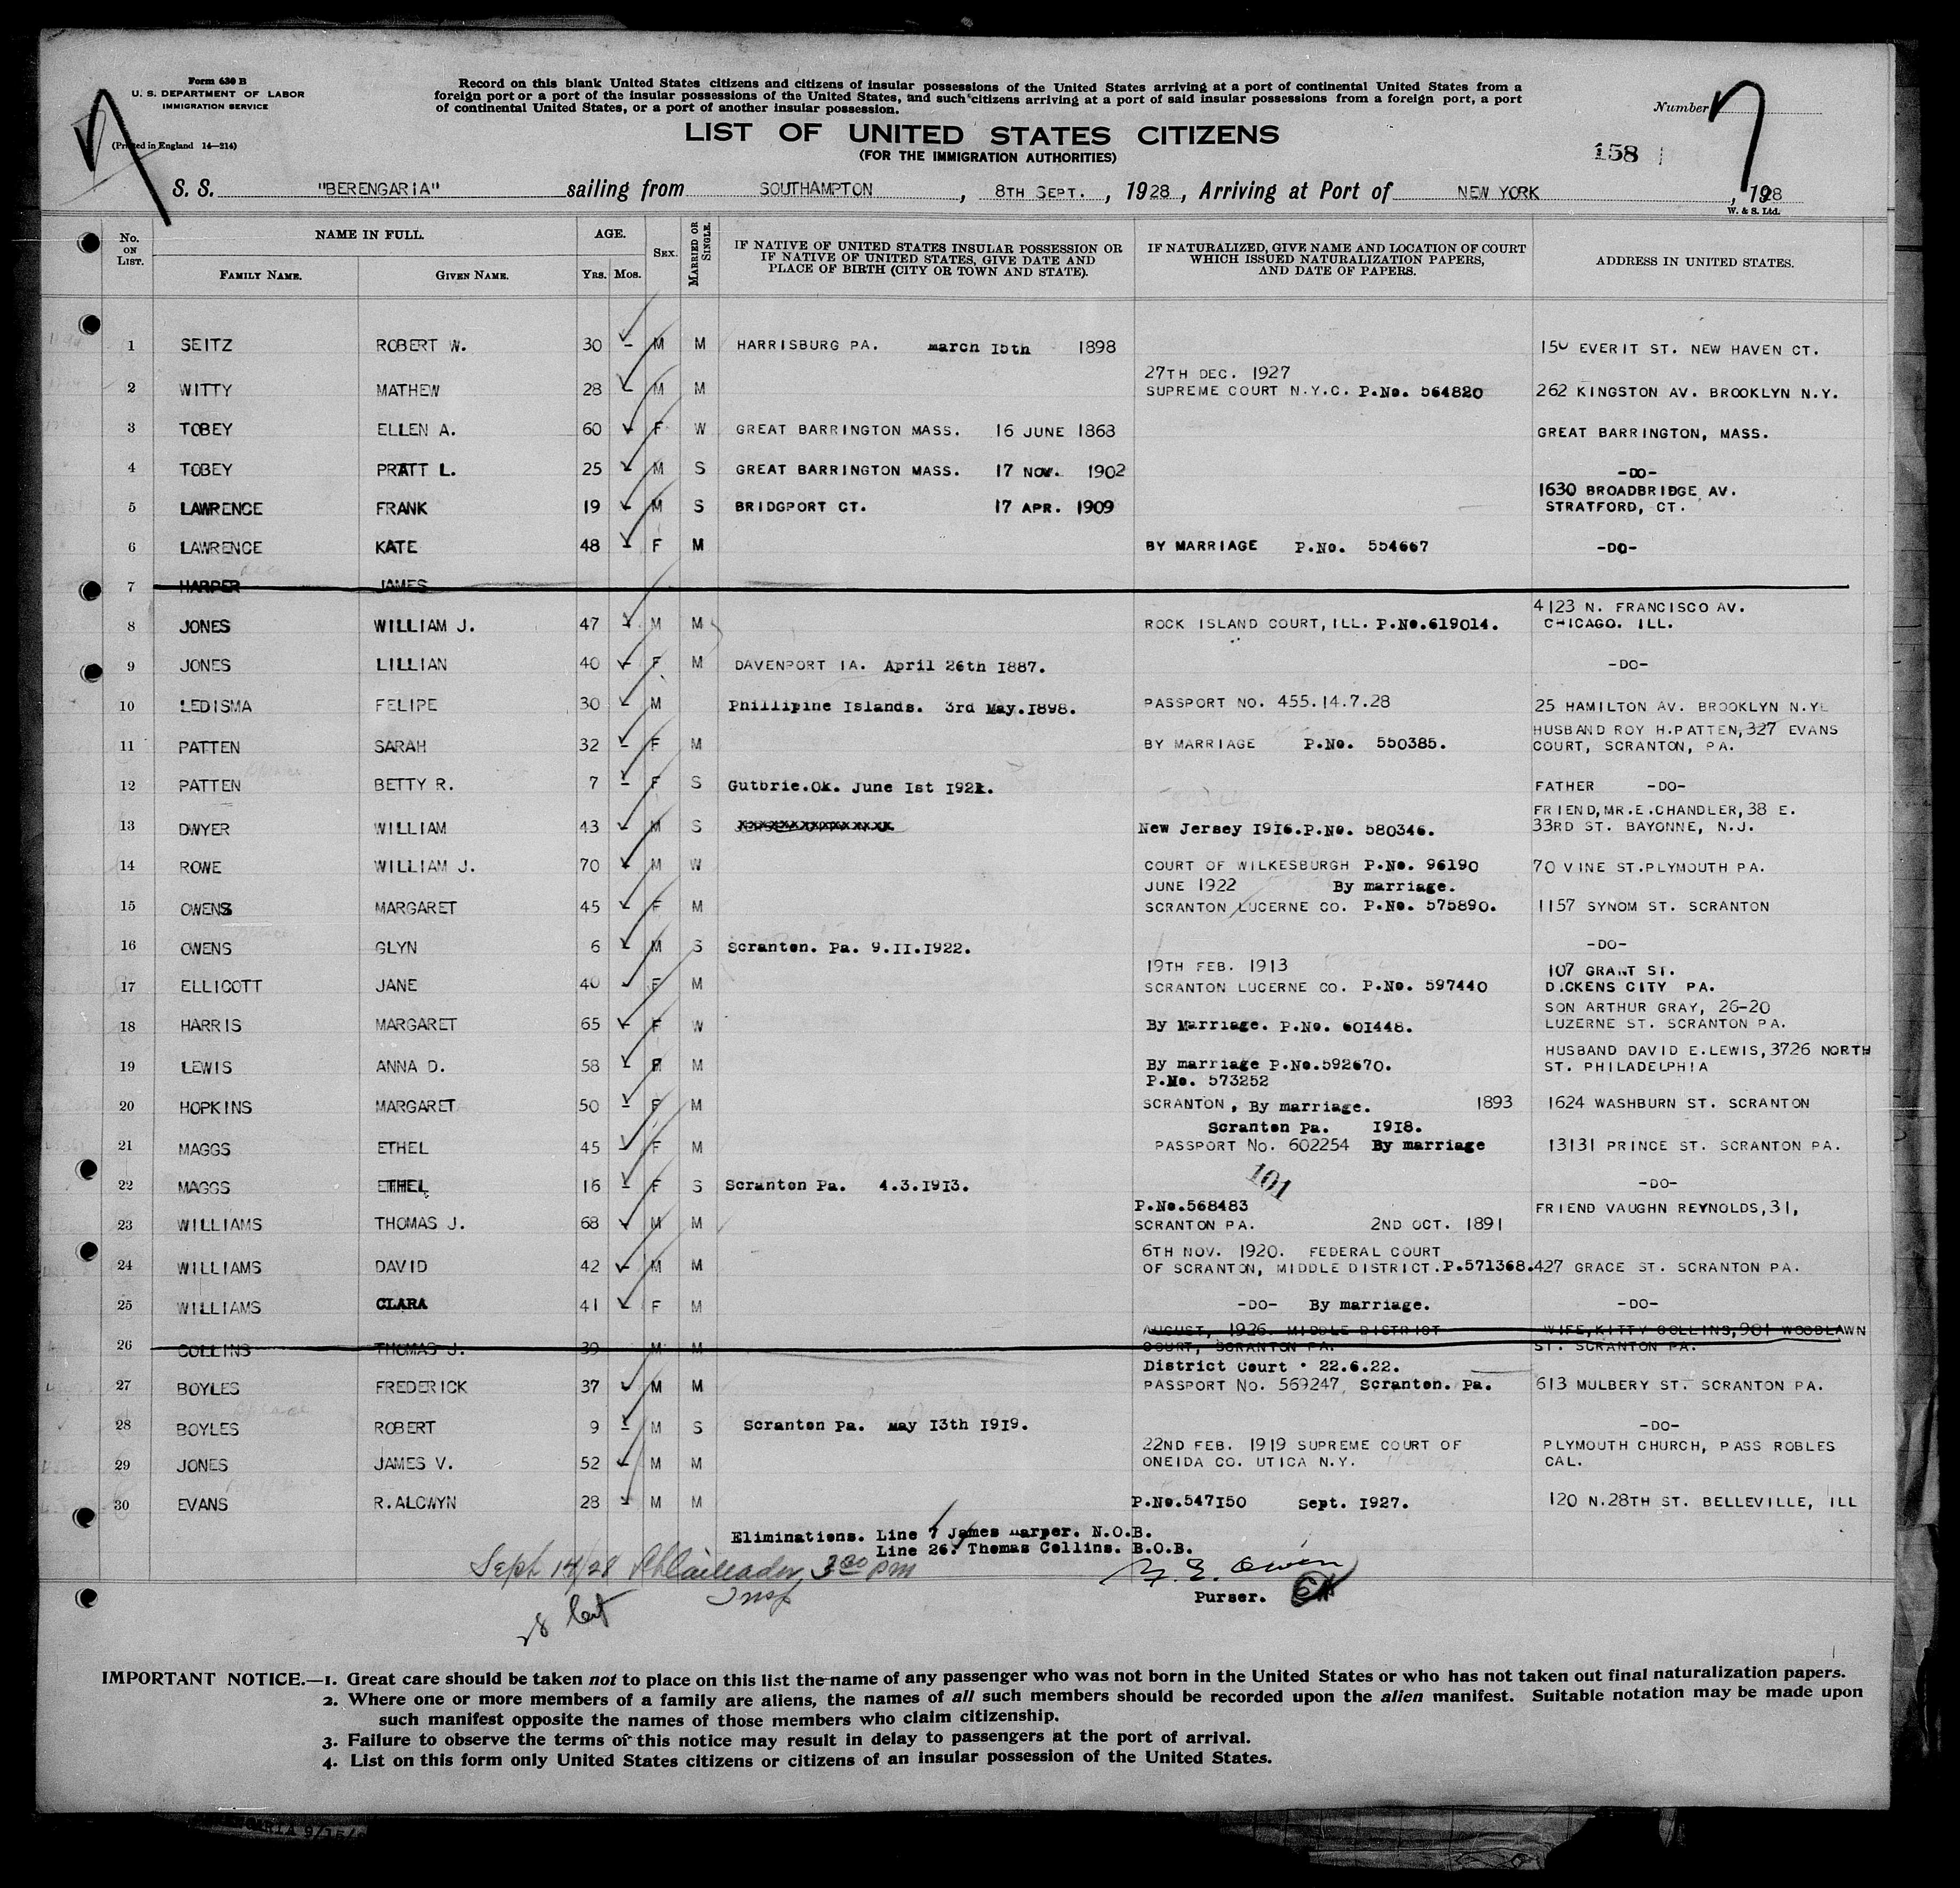 Form 630 B
U. S. DEPARTMENT OF LABOR
IMMIGRATION SERVICE
(Printed in England 14—214)
Record on this blank United States citizens and citizens of insular possessions of the United States arriving at a port of continental United States from a
foreign port or a port of the insular possessions of the United States, and such citizens arriving at a port of said insular possessions from a foreign port, a port
of continental United States, or a port of another insular possession.
Number 7
LIST OF UNITED STATES CITIZENS
(FOR THE IMMIGRATION AUTHORITIES)
158
S. S. "BERENGARIA" sailing from SOUTHAMPTON, 8TH SEPT., 1928, Arriving at Port of NEW YORK, 1928
W. & S. Ltd.
No. ON LIST. NAME IN FULL. FAMILY NAME. GIVEN NAME. AGE. YRS. MOS. SEX. MARRIED OR SINGLE. IF NATIVE OF UNITED STATES INSULAR POSSESSION OR IF NATIVE OF UNITED STATES, GIVE DATE AND PLACE OF BIRTH (CITY OR TOWN AND STATE). IF NATURALIZED, GIVE NAME AND LOCATION OF COURT WHICH ISSUED NATURALIZATION PAPERS, AND DATE OF PAPERS. ADDRESS IN UNITED STATES.
1 SEITZ ROBERT W. 30 – M M HARRISBURG PA. march 15th 1898 150 EVERIT ST. NEW HAVEN CT.
27TH DEC. 1927
2 WITTY MATHEW 28 M M SUPREME COURT N.Y.C. P.No. 564820 262 KINGSTON AV. BROOKLYN N.Y.
3 TOBEY ELLEN A. 60 F W GREAT BARRINGTON MASS. 16 JUNE 1868 GREAT BARRINGTON, MASS.
4 TOBEY PRATT L. 25 M S GREAT BARRINGTON MASS. 17 NOV. 1902 -DO-
1630 BROADBRIDGE AV.
5 LAWRENCE FRANK 19 M S BRIDGPORT CT. 17 APR. 1909 STRATFORD, CT.
6 LAWRENCE KATE 48 – F M BY MARRIAGE P.No. 554667 -DO-
7 HARPER JAMES
4123 N. FRANCISCO AV.
8 JONES WILLIAM J. 47 M M ROCK ISLAND COURT, ILL. P.No.619014. CHICAGO. ILL.
9 JONES LILLIAN 40 F M DAVENPORT IA. April 26th 1887. -DO-
10 LEDISMA FELIPE 30 M Phillipine Islands. 3rd May.1898. PASSPORT NO. 455.14.7.28 25 HAMILTON AV. BROOKLYN N.Y.
HUSBAND ROY H.PATTEN, 327 EVANS
11 PATTEN SARAH 32 – F M BY MARRIAGE P.No. 550385. COURT, SCRANTON, PA.
12 PATTEN BETTY R. 7 – F S Gutbrie.Ok. June 1st 1921. FATHER -DO-
FRIEND, MR.E.CHANDLER, 38 E.
13 DWYER WILLIAM 43 M S New Jersey 1916.P.No. 580346. 33RD ST. BAYONNE, N.J.
14 ROWE WILLIAM J. 70 M W COURT OF WILKESBURGH P.No. 96190 70 VINE ST.PLYMOUTH PA.
JUNE 1922 By marriage.
15 OWENS MARGARET 45 F M SCRANTON LUCERNE CO. P.No. 575890. 1157 SYNOM ST. SCRANTON
16 OWENS GLYN 6 M S Scranton. Pa. 9.11.1922. -DO-
19TH FEB. 1913 107 GRANT ST.
17 ELLICOTT JANE 40 F M SCRANTON LUCERNE CO. P.No. 597440 DICKENS CITY PA.
SON ARTHUR GRAY, 26-20
18 HARRIS MARGARET 65 F W By Marriage. P.No. 601448. LUZERNE ST. SCRANTON PA.
HUSBAND DAVID E.LEWIS, 3726 NORTH
19 LEWIS ANNA D. 58 F M By marriage P.No.592670. ST. PHILADELPHIA
P.No. 573252
20 HOPKINS MARGARET 50 – F M SCRANTON, By marriage. 1893 1624 WASHBURN ST. SCRANTON
Scranton Pa. 1918.
21 MAGGS ETHEL 45 F M PASSPORT No. 602254 By marriage 13131 PRINCE ST. SCRANTON PA.
22 MAGGS ETHEL 16 – F S Scranton Pa. 4.3.1913. 101 -DO-
P.No.568483 FRIEND VAUGHN REYNOLDS, 31,
23 WILLIAMS THOMAS J. 68 M M SCRANTON PA. 2ND OCT. 1891
6TH NOV. 1920. FEDERAL COURT
24 WILLIAMS DAVID 42 M M OF SCRANTON, MIDDLE DISTRICT.P.571368. 427 GRACE ST. SCRANTON PA.
25 WILLIAMS CLARA 41 F M -DO- By marriage. -DO-
AUGUST, 1926. MIDDLE DISTRICT WIFE, KITTY COLLINS, 901 WOODLAWN
26 COLLINS THOMAS J. 39 M M COURT, SCRANTON PA. ST. SCRANTON PA.
District Court 22.6.22.
27 BOYLES FREDERICK 37 M M PASSPORT No. 569247, Scranton. Pa. 613 MULBERY ST. SCRANTON PA.
28 BOYLES ROBERT 9 – M S Scranton Pa. May 13th 1919. -DO-
22ND FEB. 1919 SUPREME COURT OF PLYMOUTH CHURCH, PASS ROBLES
29 JONES JAMES V. 52 M M ONEIDA CO. UTICA N.Y. CAL.
30 EVANS R.ALCWYN 28 M M P.No.547150 Sept. 1927. 120 N.28TH ST. BELLEVILLE, ILL
Eliminations. Line 7 James Harper. N.O.B.
Line 26. Thomas Collins. B.O.B.
Sept 14/28 3 30 PM
Insp
Owen
Purser.
IMPORTANT NOTICE.—1. Great care should be taken not to place on this list the name of any passenger who was not born in the United States or who has not taken out final naturalization papers.
2. Where one or more members of a family are aliens, the names of all such members should be recorded upon the alien manifest. Suitable notation may be made upon
such manifest opposite the names of those members who claim citizenship.
3. Failure to observe the terms of this notice may result in delay to passengers at the port of arrival.
4. List on this form only United States citizens or citizens of an insular possession of the United States.